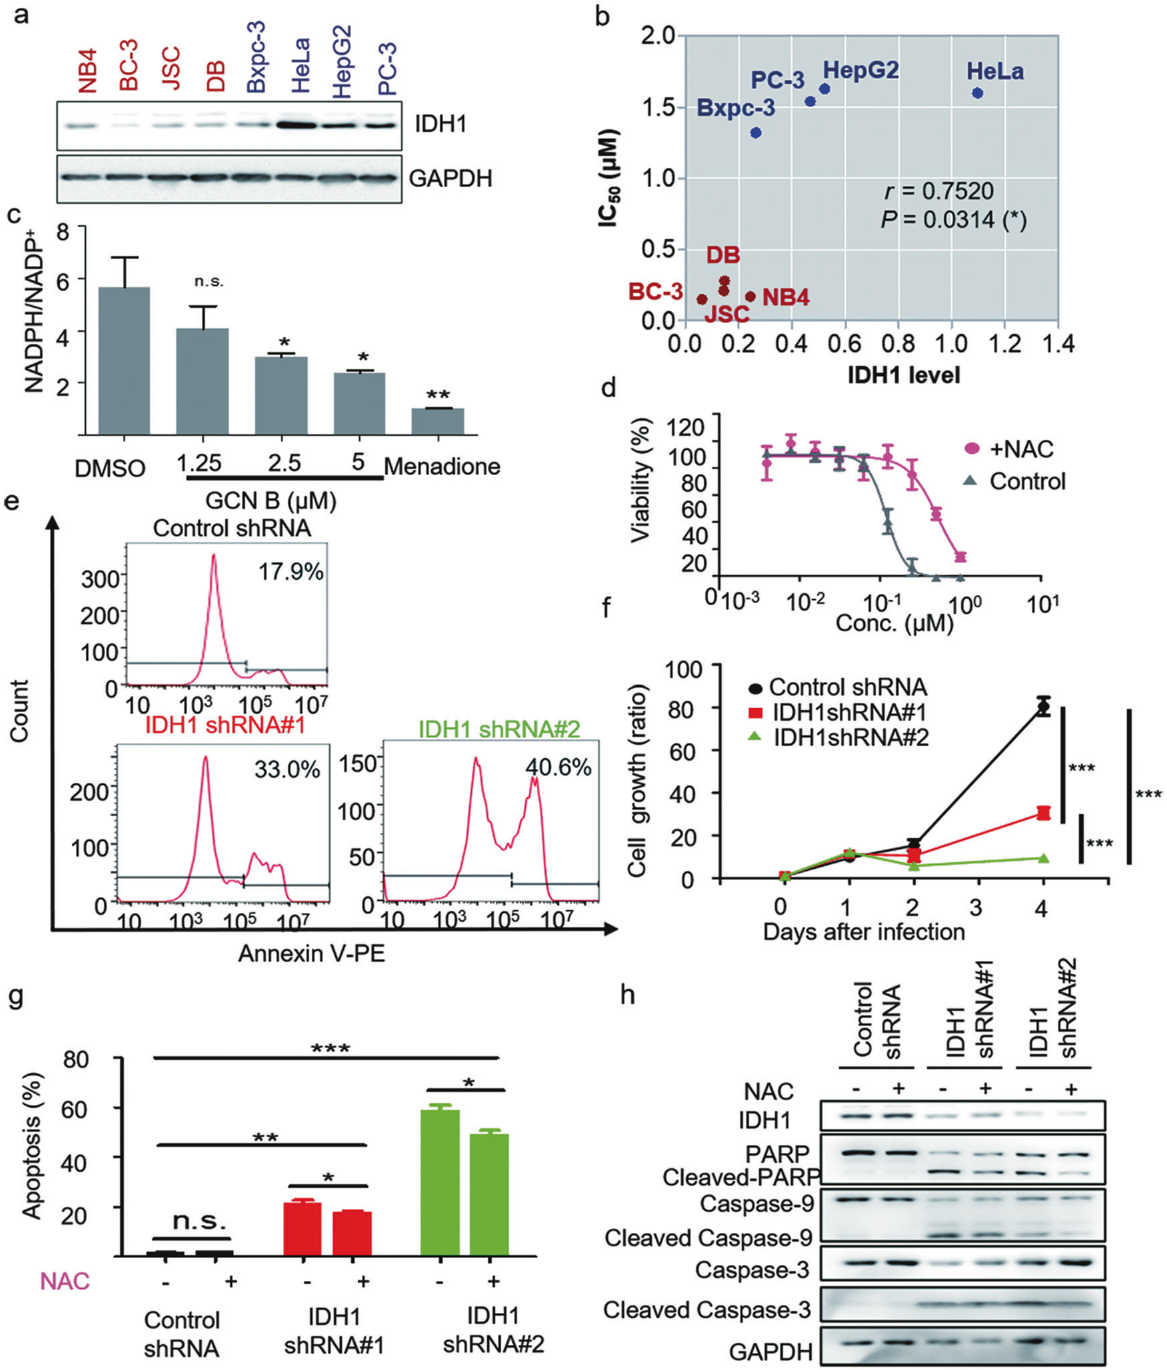 a
NB4
BC-3
JSC
DB
Bxpc-3
HeLa
HepG2
PC-3
IDH1
GAPDH
b
2.0
1.5
1.0
0.5
0.0
IC50 (µM)
PC-3
HepG2
HeLa
Bxpc-3
r = 0.7520
P = 0.0314 (*)
DB
BC-3
JSC
NB4
0.0 0.2 0.4 0.6 0.8 1.0 1.2 1.4
IDH1 level
c
NADPH/NADP+
8
6
4
2
n.s.
*
*
**
DMSO 1.25 2.5 5 Menadione
GCN B (µM)
d
Viability (%)
120
100
80
60
40
20
0
+NAC
Control
10-3 10-2 10-1 100 101
Conc. (µM)
e
Count
Control shRNA
17.9%
300
200
100
0
10 103 105 107
IDH1 shRNA#1
33.0%
200
100
0
10 103 105 107
IDH1 shRNA#2
40.6%
150
100
50
0
10 103 105 107
Annexin V-PE
f
Cell growth (ratio)
100
80
60
40
20
0
Control shRNA
IDH1shRNA#1
IDH1shRNA#2
***
***
***
0 1 2 3 4
Days after infection
g
Apoptosis (%)
80
60
40
20
***
**
*
*
n.s.
NAC - + - + - +
Control
shRNA
IDH1
shRNA#1
IDH1
shRNA#2
h
Control
shRNA
IDH1
shRNA#1
IDH1
shRNA#2
NAC - + - + - +
IDH1
PARP
Cleaved-PARP
Caspase-9
Cleaved Caspase-9
Caspase-3
Cleaved Caspase-3
GAPDH